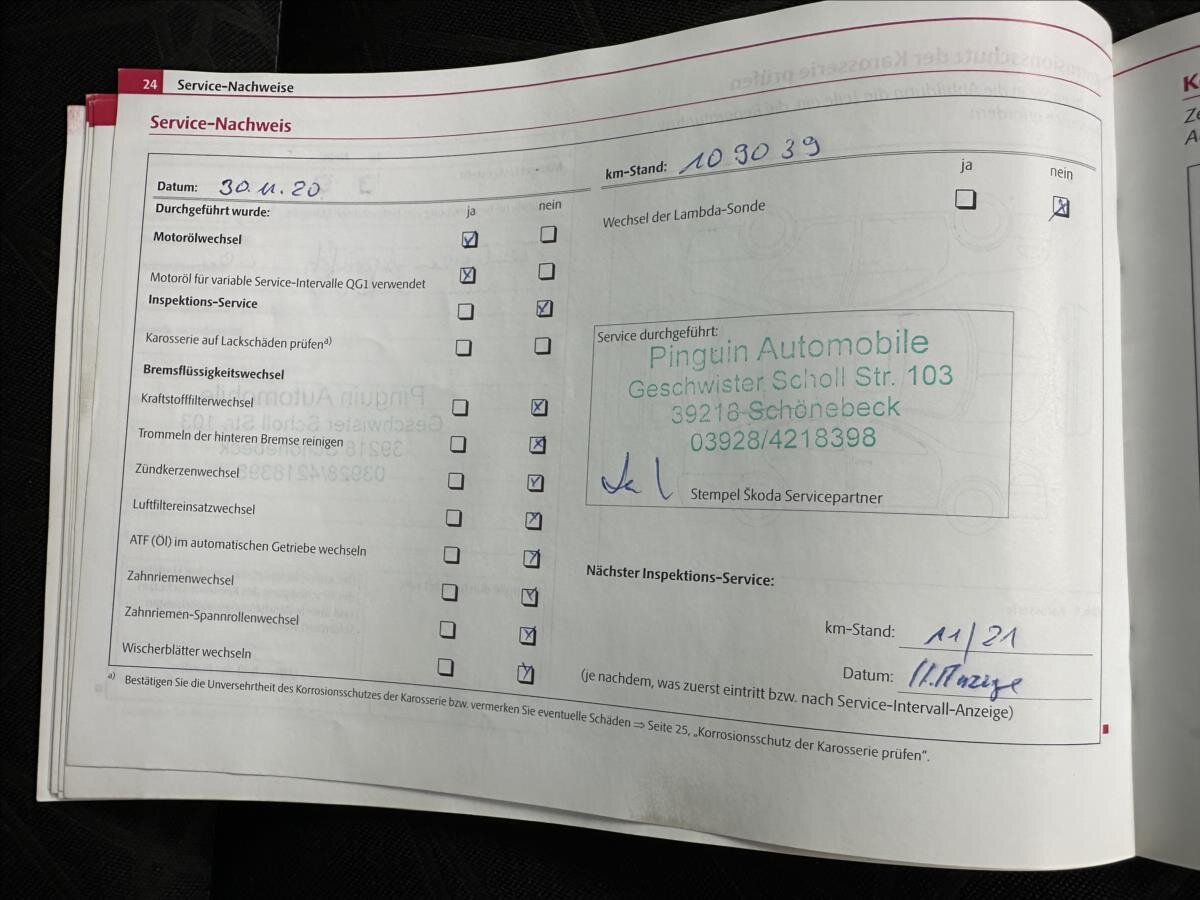 24 Service-Nachweise
Service-Nachweis
Datum: 30.11.20
Durchgeführt wurde: ja nein
Motorölwechsel
Motoröl für variable Service-Intervalle QG1 verwendet
Inspektions-Service
Karosserie auf Lackschäden prüfen a)
Bremsflüssigkeitswechsel
Kraftstofffilterwechsel
Trommeln der hinteren Bremse reinigen
Zündkerzenwechsel
Luftfiltereinsatzwechsel
ATF (Öl) im automatischen Getriebe wechseln
Zahnriemenwechsel
Zahnriemen-Spannrollenwechsel
Wischerblätter wechseln
km-Stand: 109039
ja nein
Wechsel der Lambda-Sonde
Service durchgeführt:
Pinguin Automobile
Geschwister Scholl Str. 103
39218 Schönebeck
03928/4218398
Stempel Škoda Servicepartner
Nächster Inspektions-Service:
km-Stand: 11/21
Datum: n. Anzeige
(je nachdem, was zuerst eintritt bzw. nach Service-Intervall-Anzeige)
a) Bestätigen Sie die Unversehrtheit des Korrosionsschutzes der Karosserie bzw. vermerken Sie eventuelle Schäden ⇒ Seite 25, „Korrosionsschutz der Karosserie prüfen“.